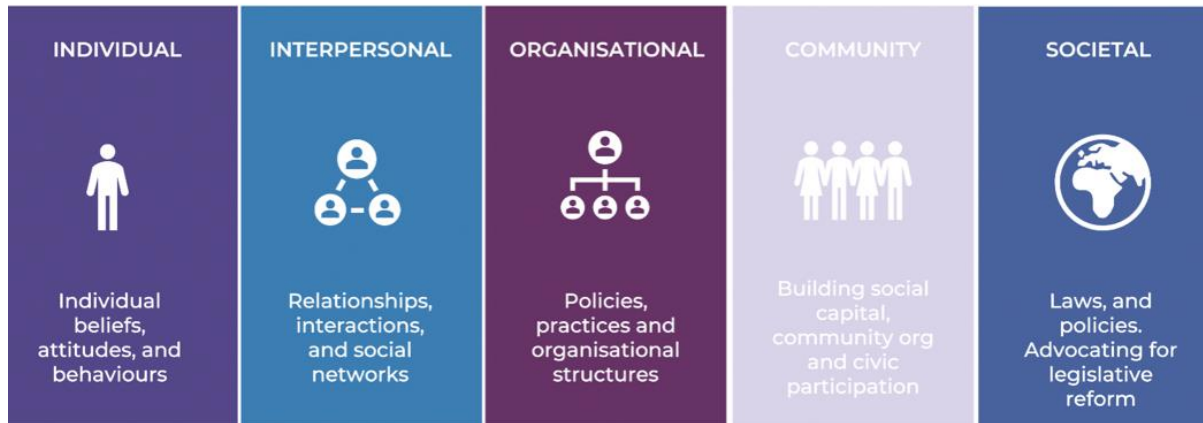 INDIVIDUAL
Individual
beliefs,
attitudes, and
behaviours
INTERPERSONAL
Relationships,
interactions,
and social
networks
ORGANISATIONAL
Policies,
practices and
organisational
structures
COMMUNITY
Building social
capital,
community org
and civic
participation
SOCIETAL
Laws, and
policies.
Advocating for
legislative
reform